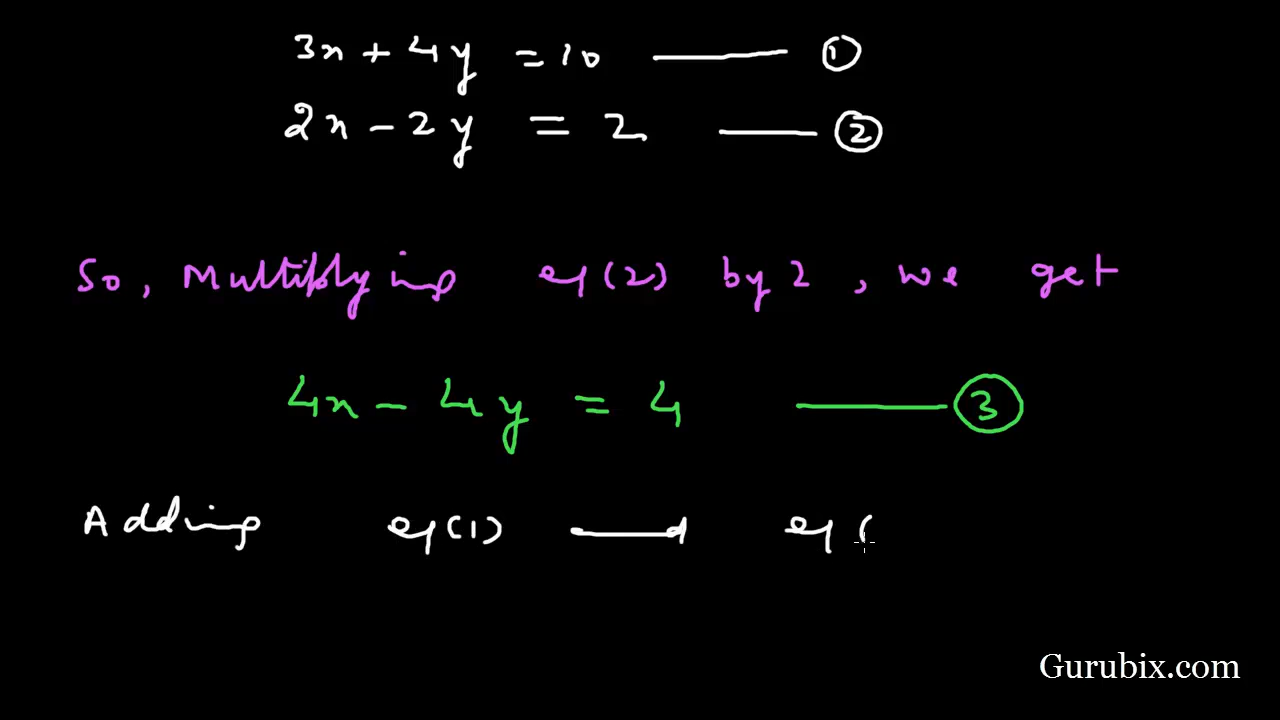 3x + 4y = 10 —— ①
2x - 2y = 2 —— ②
So, Multiplying eq(2) by 2, we get
4x - 4y = 4 —— ③
Adding eq(1) and eq(
Gurubix.com